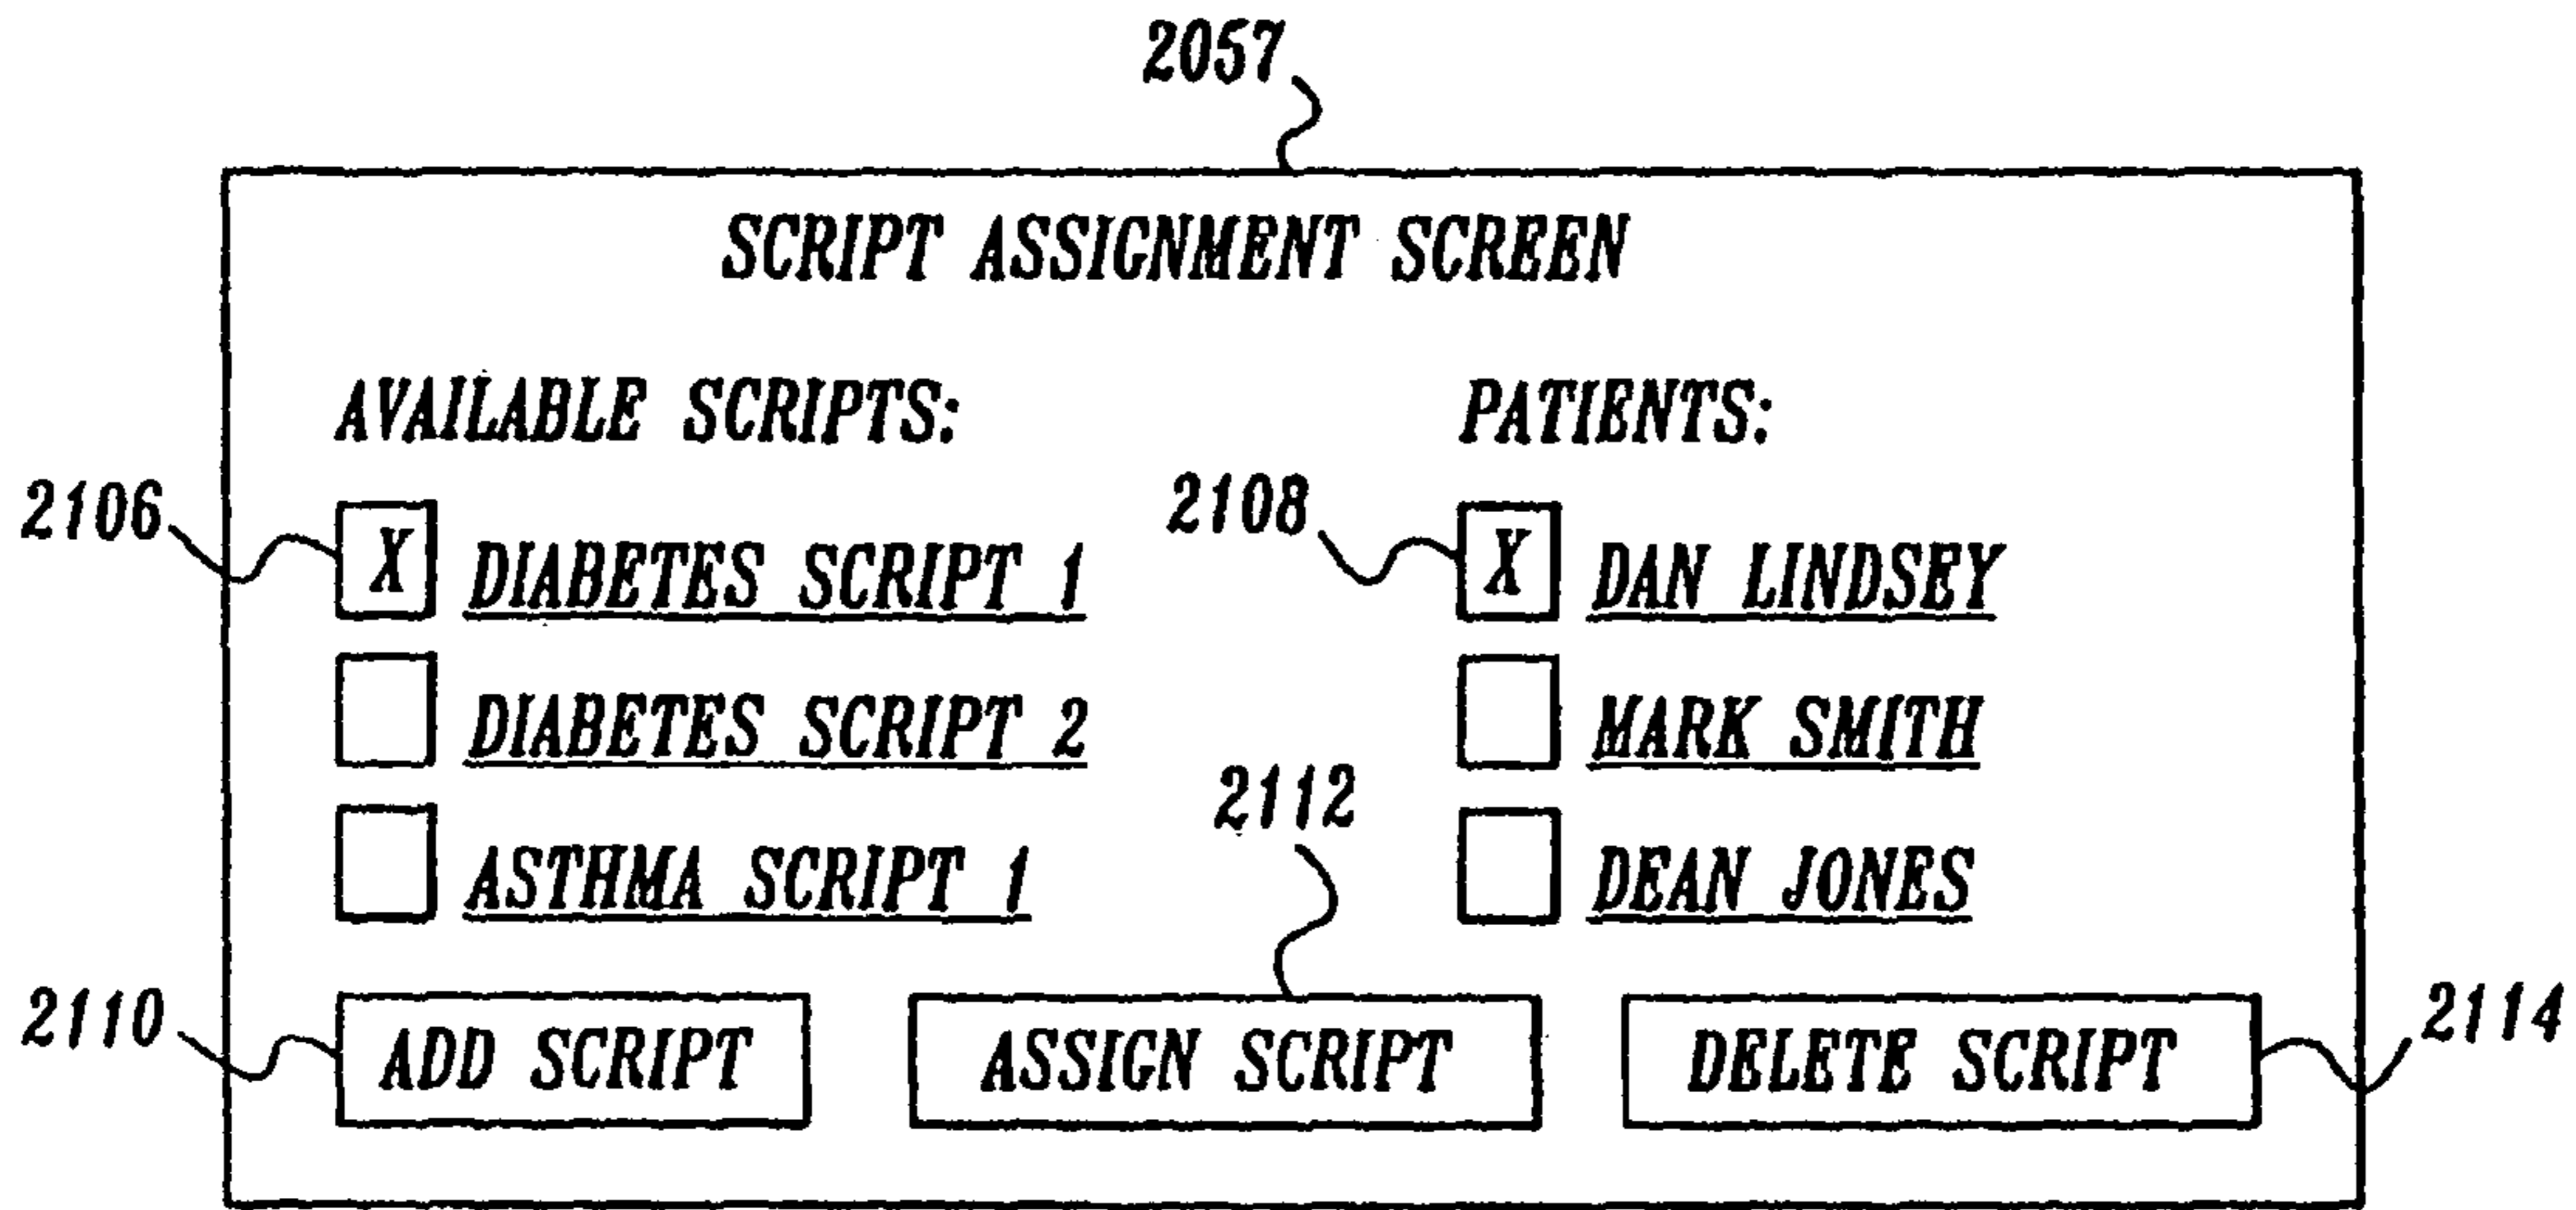 2057
SCRIPT ASSIGNMENT SCREEN
AVAILABLE SCRIPTS: PATIENTS:
2106 X DIABETES SCRIPT 1 2108 X DAN LINDSEY
DIABETES SCRIPT 2 MARK SMITH
2112
ASTHMA SCRIPT 1 DEAN JONES
2110 ADD SCRIPT ASSIGN SCRIPT DELETE SCRIPT 2114